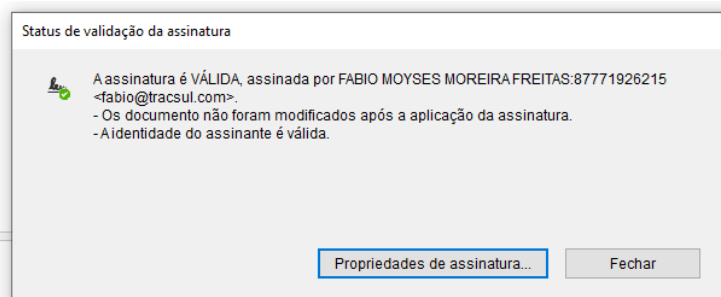 Status de validação da assinatura
A assinatura é VÁLIDA, assinada por FABIO MOYSES MOREIRA FREITAS:87771926215
<fabio@tracsul.com>.
- Os documento não foram modificados após a aplicação da assinatura.
- A identidade do assinante é válida.
Propriedades de assinatura... Fechar